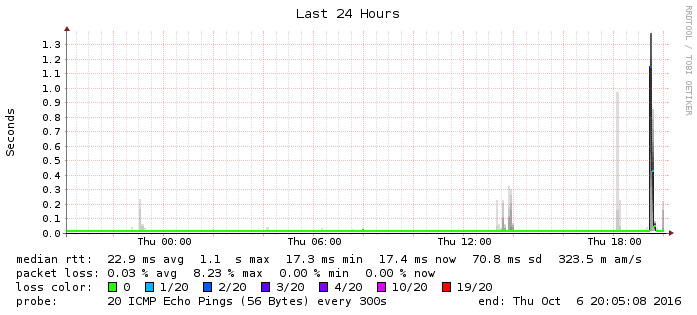 Last 24 Hours
RRDTOOL / TOBI OETIKER
Seconds
1.3
1.2
1.1
1.0
0.9
0.8
0.7
0.6
0.5
0.4
0.3
0.2
0.1
0.0
Thu 00:00 Thu 06:00 Thu 12:00 Thu 18:00
median rtt: 22.9 ms avg 1.1 s max 17.3 ms min 17.4 ms now 70.8 ms sd 323.5 m am/s
packet loss: 0.03 % avg 8.23 % max 0.00 % min 0.00 % now
loss color: 0 1/20 2/20 3/20 4/20 10/20 19/20
probe: 20 ICMP Echo Pings (56 Bytes) every 300s end: Thu Oct 6 20:05:08 2016